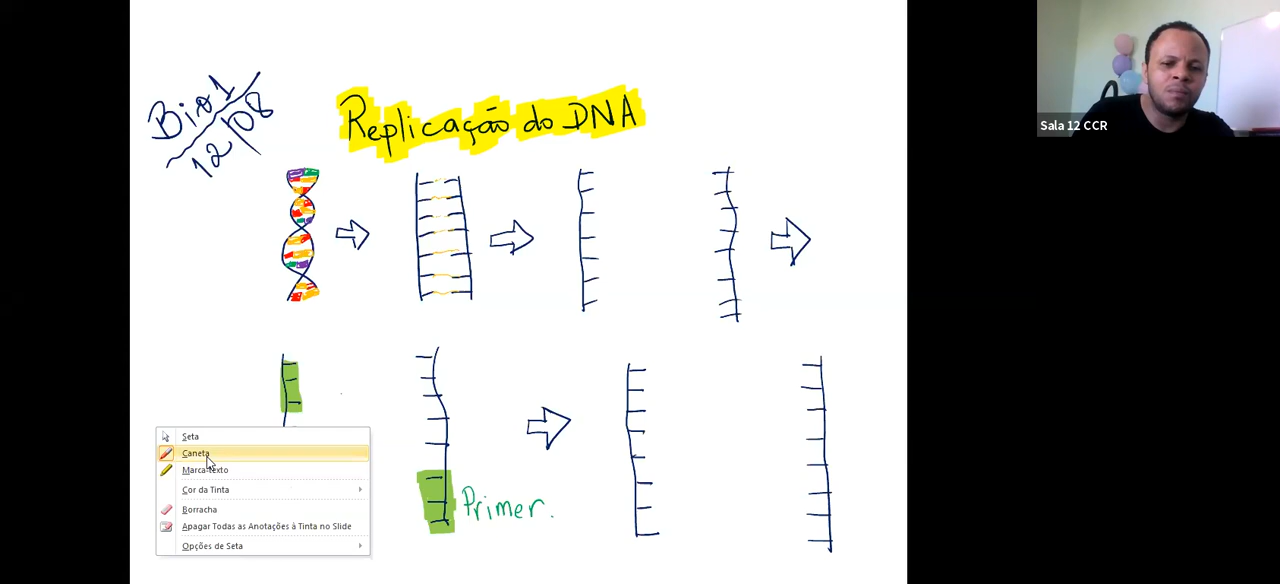 Bio1
12/08
Replicação do DNA
Sala 12 CCR
Seta
Caneta
Marca-texto
Cor da Tinta
Borracha
Apagar Todas as Anotações à Tinta no Slide
Opções de Seta
Primer.